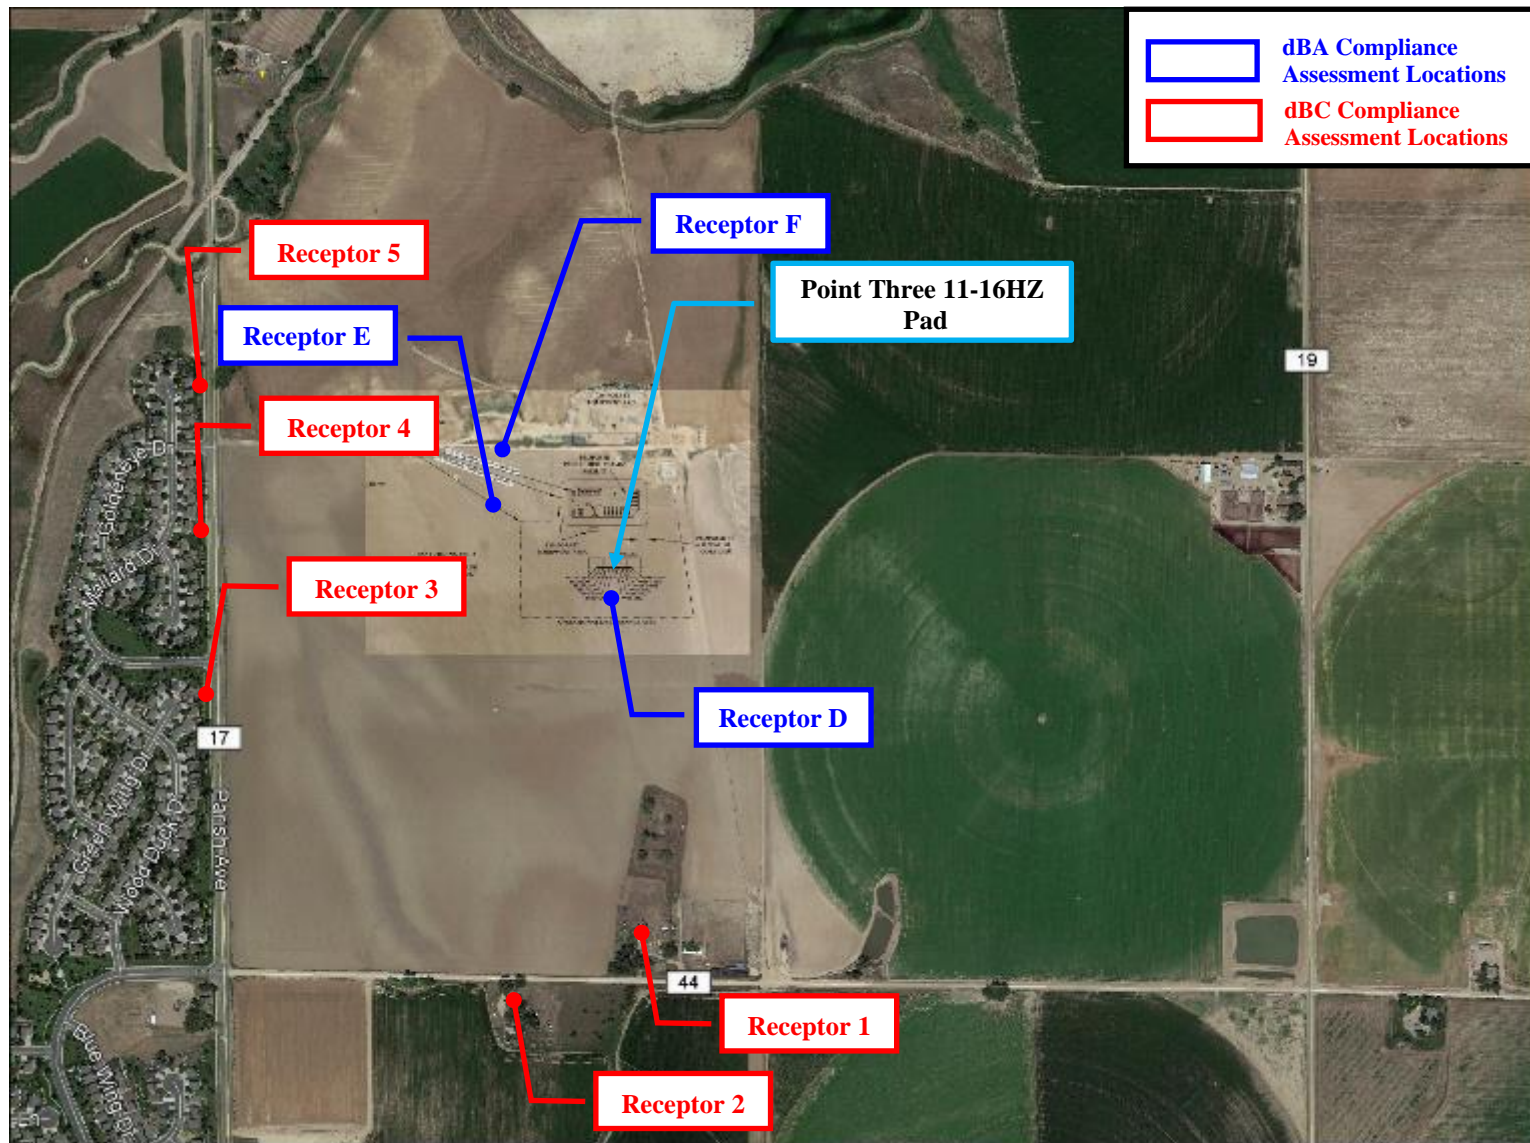 dBA Compliance
Assessment Locations
dBC Compliance
Assessment Locations
Receptor F
Receptor 5
Point Three 11-16HZ
Pad
Receptor E
19
Receptor 4
Goldeneye D
Mallard Dr
Receptor 3
Receptor D
17
Green Wing Dr
Wood Duck Dr
Parish Ave
44
Receptor 1
Blue Wing Dr
Receptor 2